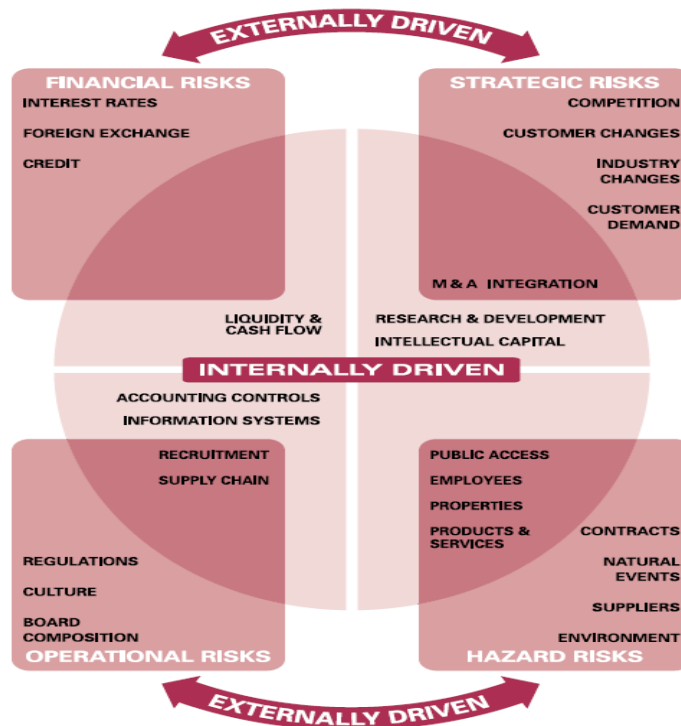 EXTERNALLY DRIVEN
FINANCIAL RISKS
INTEREST RATES
FOREIGN EXCHANGE
CREDIT
STRATEGIC RISKS
COMPETITION
CUSTOMER CHANGES
INDUSTRY
CHANGES
CUSTOMER
DEMAND
M & A INTEGRATION
LIQUIDITY &
CASH FLOW
RESEARCH & DEVELOPMENT
INTELLECTUAL CAPITAL
INTERNALLY DRIVEN
ACCOUNTING CONTROLS
INFORMATION SYSTEMS
RECRUITMENT
SUPPLY CHAIN
REGULATIONS
CULTURE
BOARD
COMPOSITION
OPERATIONAL RISKS
PUBLIC ACCESS
EMPLOYEES
PROPERTIES
PRODUCTS &
SERVICES
CONTRACTS
NATURAL
EVENTS
SUPPLIERS
ENVIRONMENT
HAZARD RISKS
EXTERNALLY DRIVEN